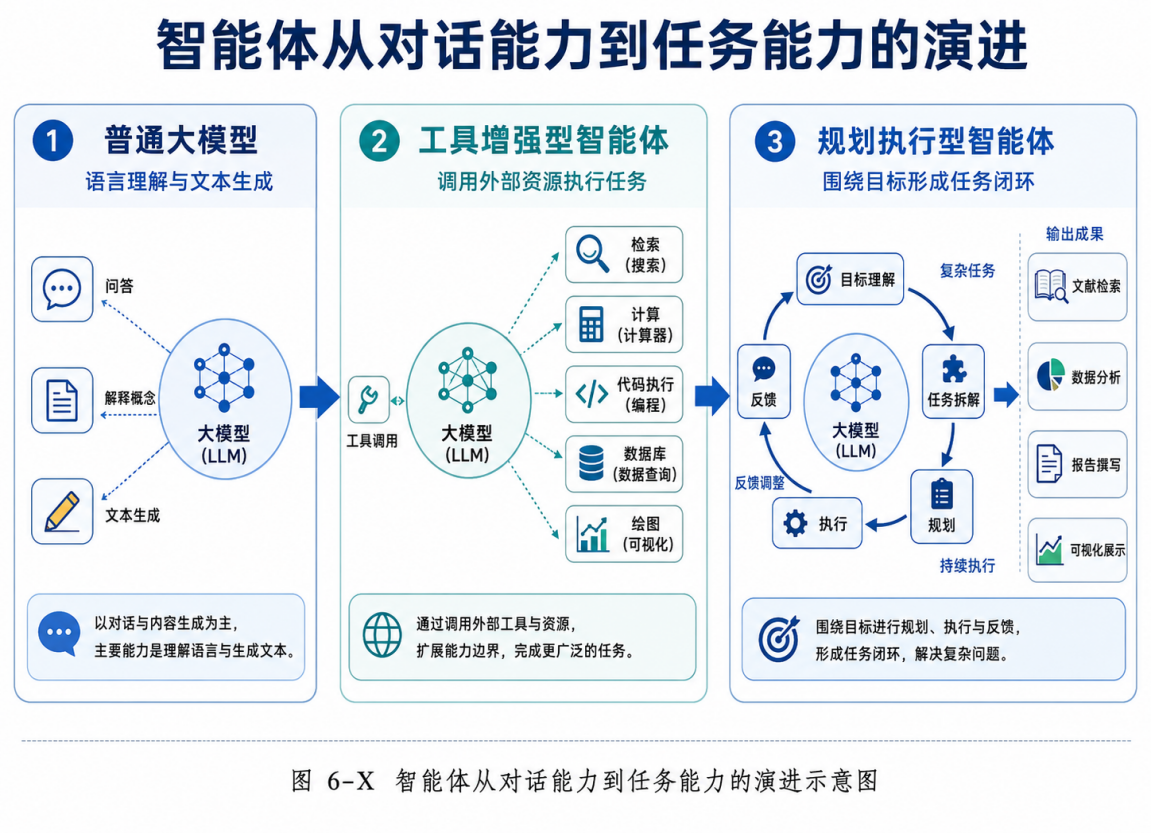 智能体从对话能力到任务能力的演进
1 普通大模型
语言理解与文本生成
问答
解释概念
文本生成
大模型
(LLM)
以对话与内容生成为主，
主要能力是理解语言与生成文本。
2 工具增强型智能体
调用外部资源执行任务
工具调用
大模型
(LLM)
检索
(搜索)
计算
(计算器)
代码执行
(编程)
数据库
(数据查询)
绘图
(可视化)
通过调用外部工具与资源，
扩展能力边界，完成更广泛的任务。
3 规划执行型智能体
围绕目标形成任务闭环
目标理解
复杂任务
任务拆解
规划
持续执行
执行
反馈调整
反馈
大模型
(LLM)
输出成果
文献检索
数据分析
报告撰写
可视化展示
围绕目标进行规划、执行与反馈，
形成任务闭环，解决复杂问题。
图 6-X 智能体从对话能力到任务能力的演进示意图